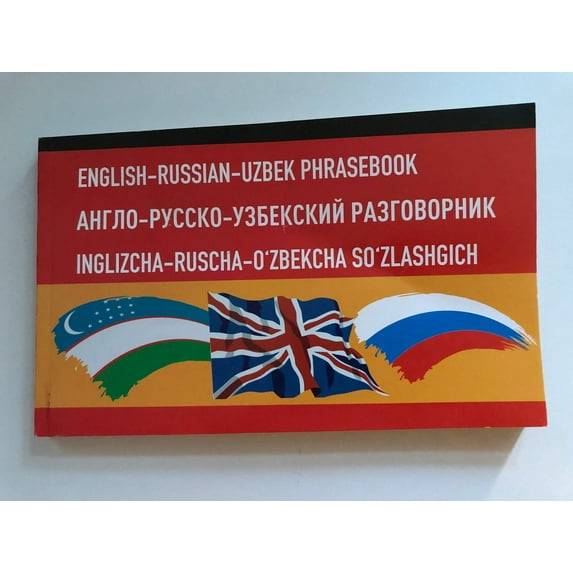 ENGLISH-RUSSIAN-UZBEK PHRASEBOOK
АНГЛО-РУССКО-УЗБЕКСКИЙ РАЗГОВОРНИК
INGLIZCHA-RUSCHA-O‘ZBEKCHA SO‘ZLASHGICH